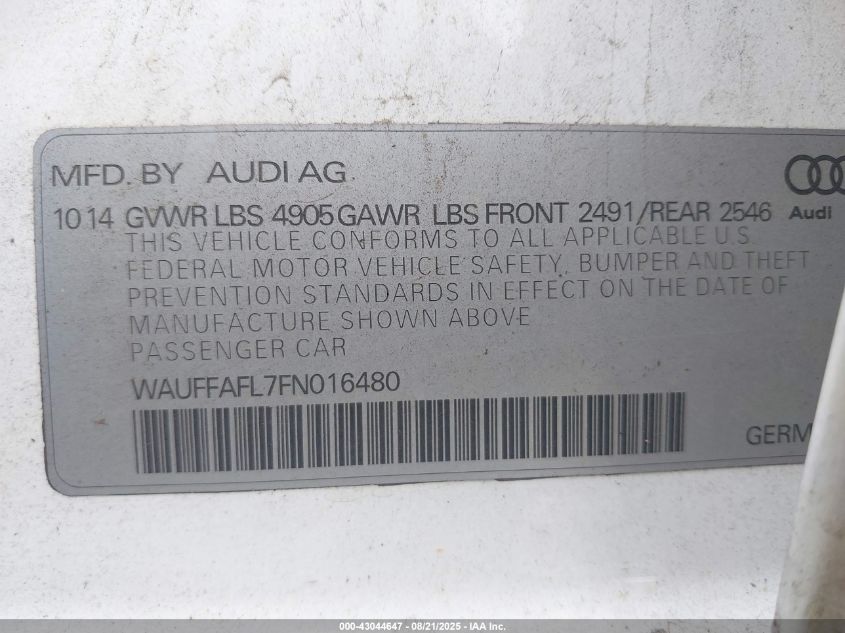 MFD. BY AUDI AG
10 14 GVWR LBS 4905 GAWR LBS FRONT 2491/REAR 2546
Audi
THIS VEHICLE CONFORMS TO ALL APPLICABLE U.S.
FEDERAL MOTOR VEHICLE SAFETY, BUMPER AND THEFT
PREVENTION STANDARDS IN EFFECT ON THE DATE OF
MANUFACTURE SHOWN ABOVE
PASSENGER CAR
WAUFFAFL7FN016480
GERM
000-43044647 - 08/21/2025 - IAA Inc.